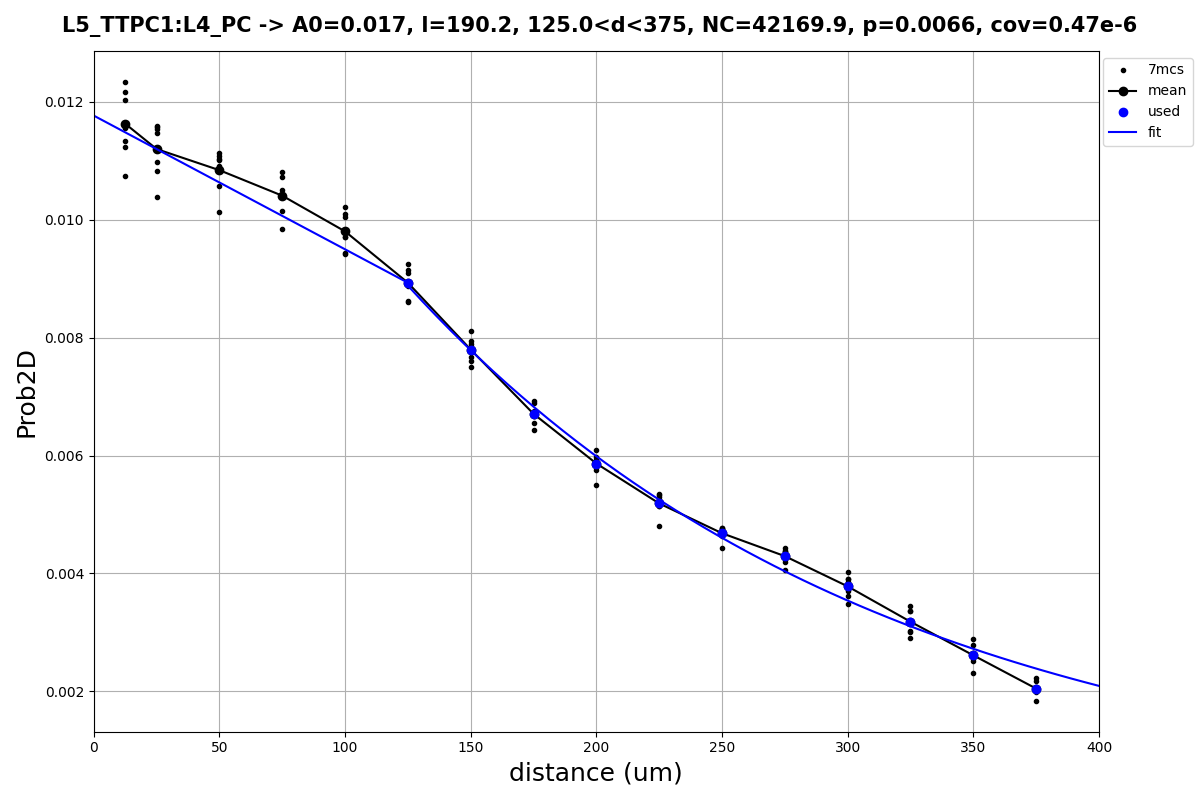 L5_TTPC1:L4_PC -> A0=0.017, l=190.2, 125.0<d<375, NC=42169.9, p=0.0066, cov=0.47e-6
7mcs
mean
used
fit
0.012
0.010
0.008
0.006
0.004
0.002
Prob2D
0 50 100 150 200 250 300 350 400
distance (um)